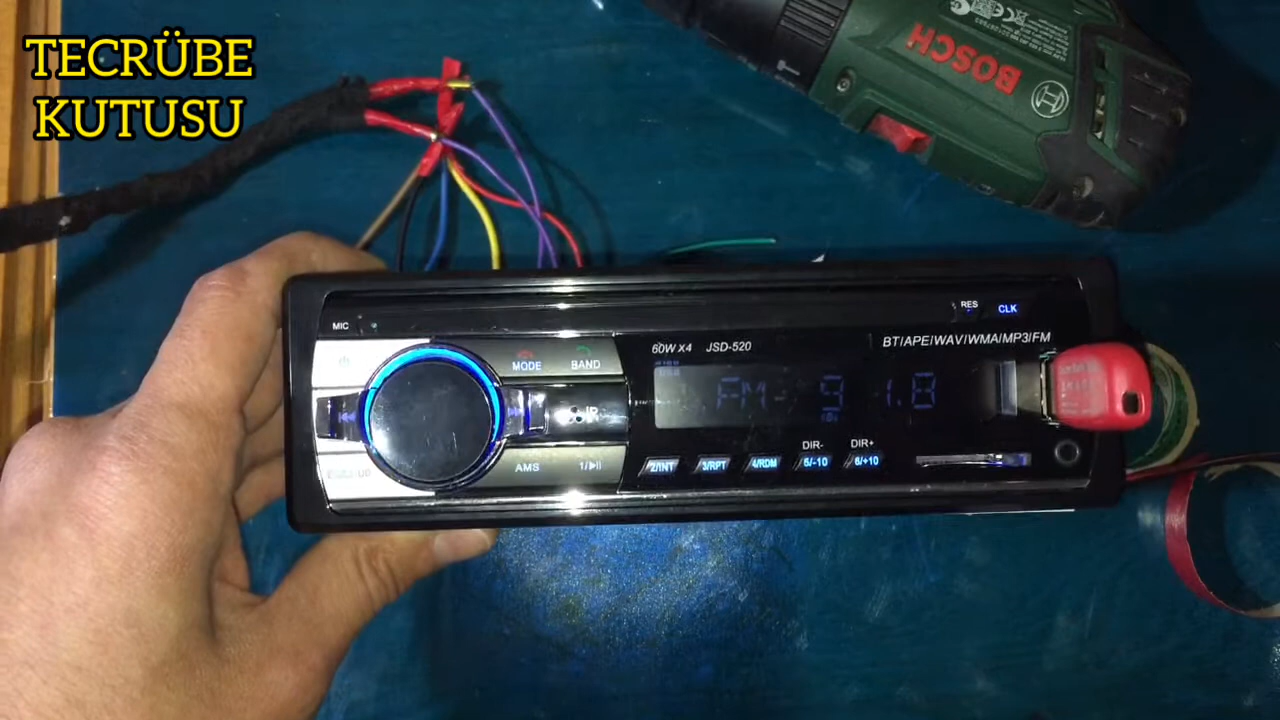 TECRÜBE
KUTUSU
BOSCH
RES
CLK
MIC
60W X4 JSD-520
BT/APE/WAV/WMA/MP3/FM
MODE
BAND
IR
FM 91.8
DIR-
DIR+
AMS
1/▶||
2/INT
3/RPT
4/RDM
5/-10
6/+10